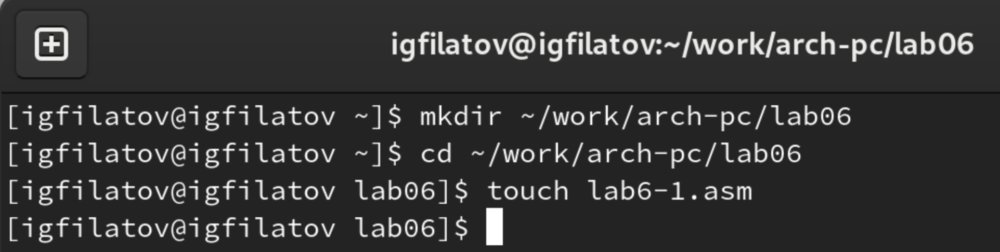 igfilatov@igfilatov:~/work/arch-pc/lab06
[igfilatov@igfilatov ~]$ mkdir ~/work/arch-pc/lab06
[igfilatov@igfilatov ~]$ cd ~/work/arch-pc/lab06
[igfilatov@igfilatov lab06]$ touch lab6-1.asm
[igfilatov@igfilatov lab06]$